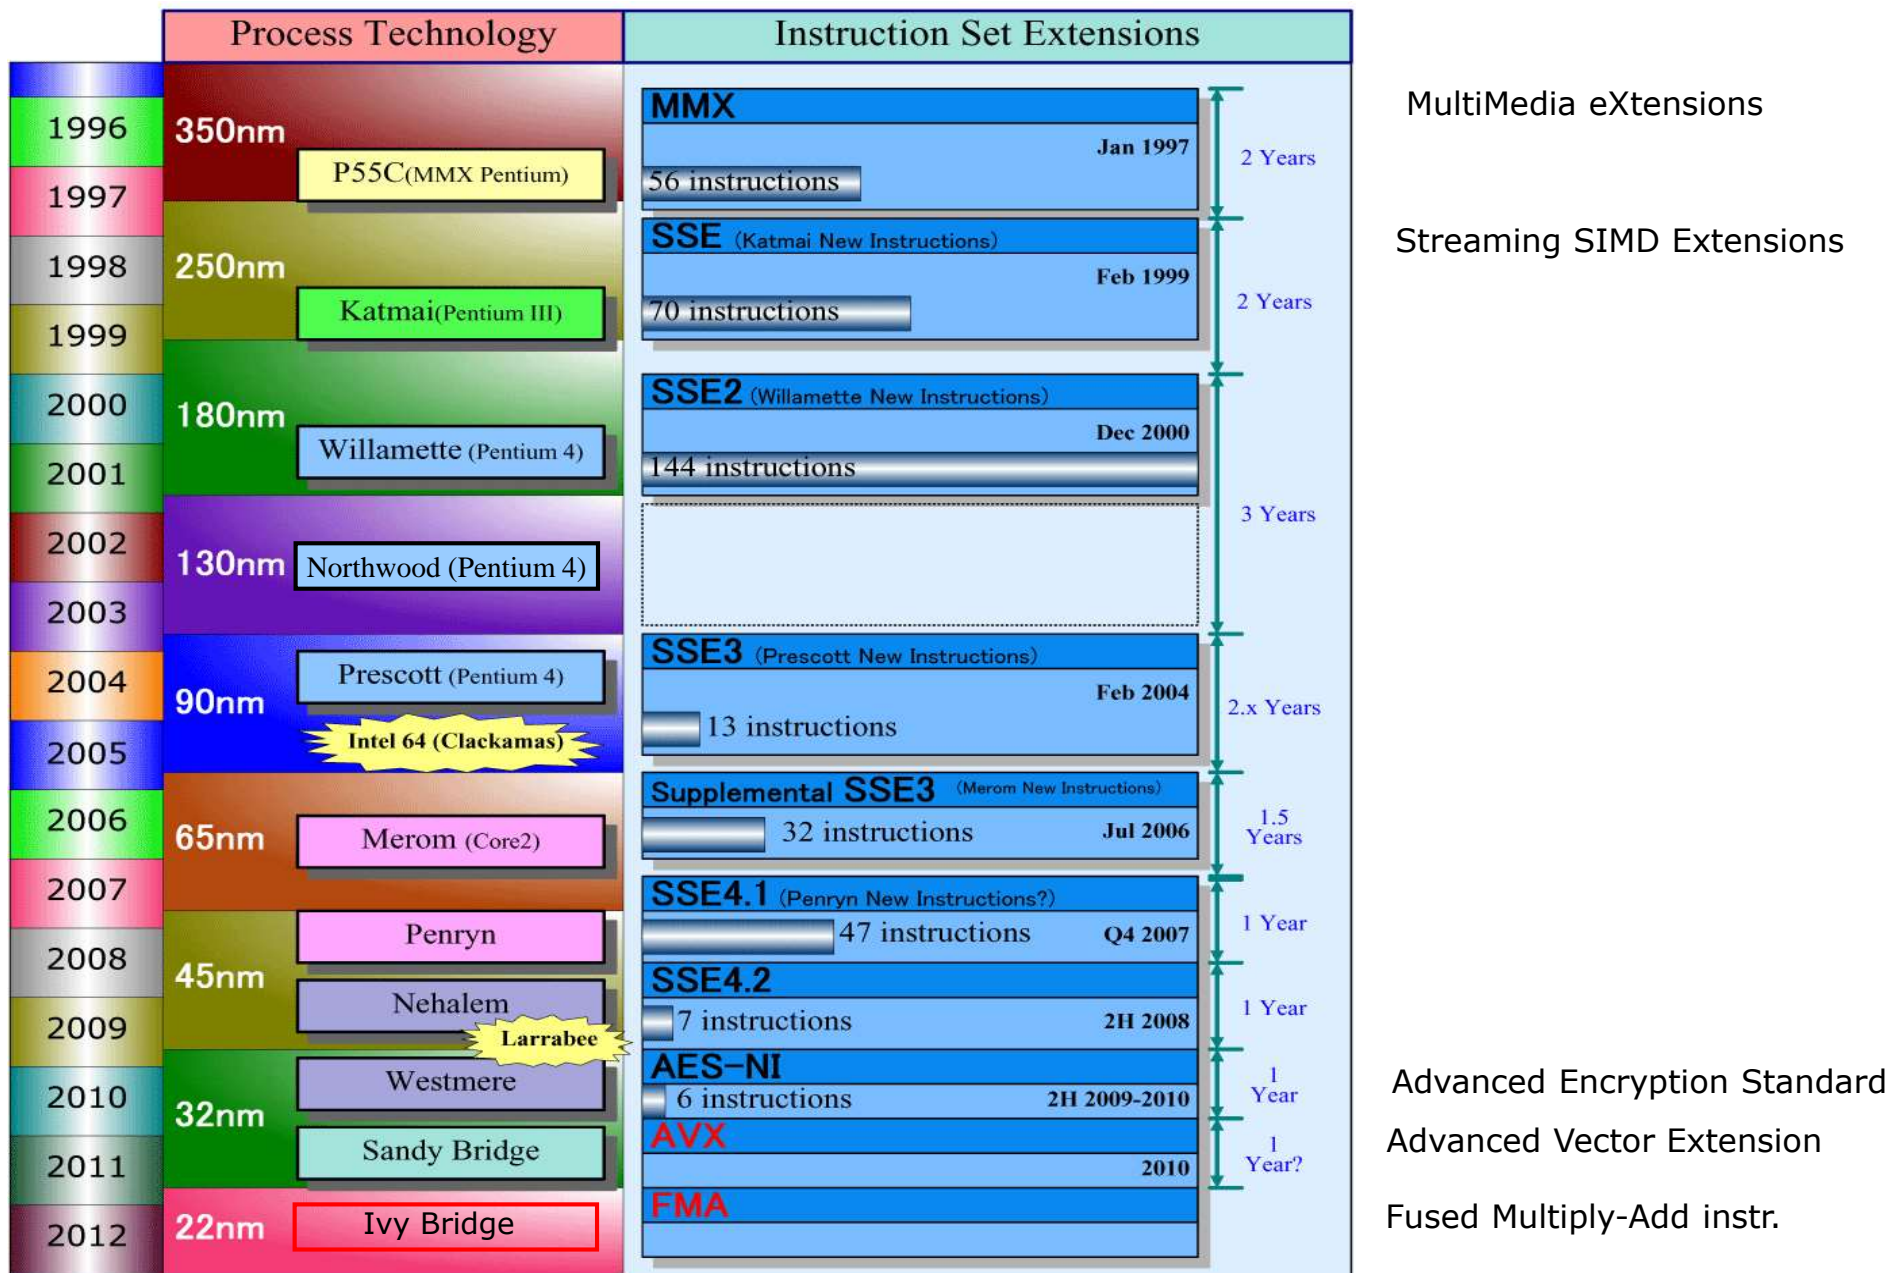 Process Technology
Instruction Set Extensions
1996
1997
1998
1999
2000
2001
2002
2003
2004
2005
2006
2007
2008
2009
2010
2011
2012
350nm
P55C(MMX Pentium)
250nm
Katmai(Pentium III)
180nm
Willamette (Pentium 4)
130nm
Northwood (Pentium 4)
90nm
Prescott (Pentium 4)
Intel 64 (Clackamas)
65nm
Merom (Core2)
45nm
Penryn
Nehalem
Larrabee
32nm
Westmere
Sandy Bridge
22nm
Ivy Bridge
MMX
Jan 1997
56 instructions
SSE (Katmai New Instructions)
Feb 1999
70 instructions
SSE2 (Willamette New Instructions)
Dec 2000
144 instructions
SSE3 (Prescott New Instructions)
Feb 2004
13 instructions
Supplemental SSE3 (Merom New Instructions)
32 instructions
Jul 2006
SSE4.1 (Penryn New Instructions?)
47 instructions
Q4 2007
SSE4.2
7 instructions
2H 2008
AES-NI
6 instructions
2H 2009-2010
AVX
2010
FMA
2 Years
2 Years
3 Years
2.x Years
1.5
Years
1 Year
1 Year
1
Year
1
Year?
MultiMedia eXtensions
Streaming SIMD Extensions
Advanced Encryption Standard
Advanced Vector Extension
Fused Multiply-Add instr.